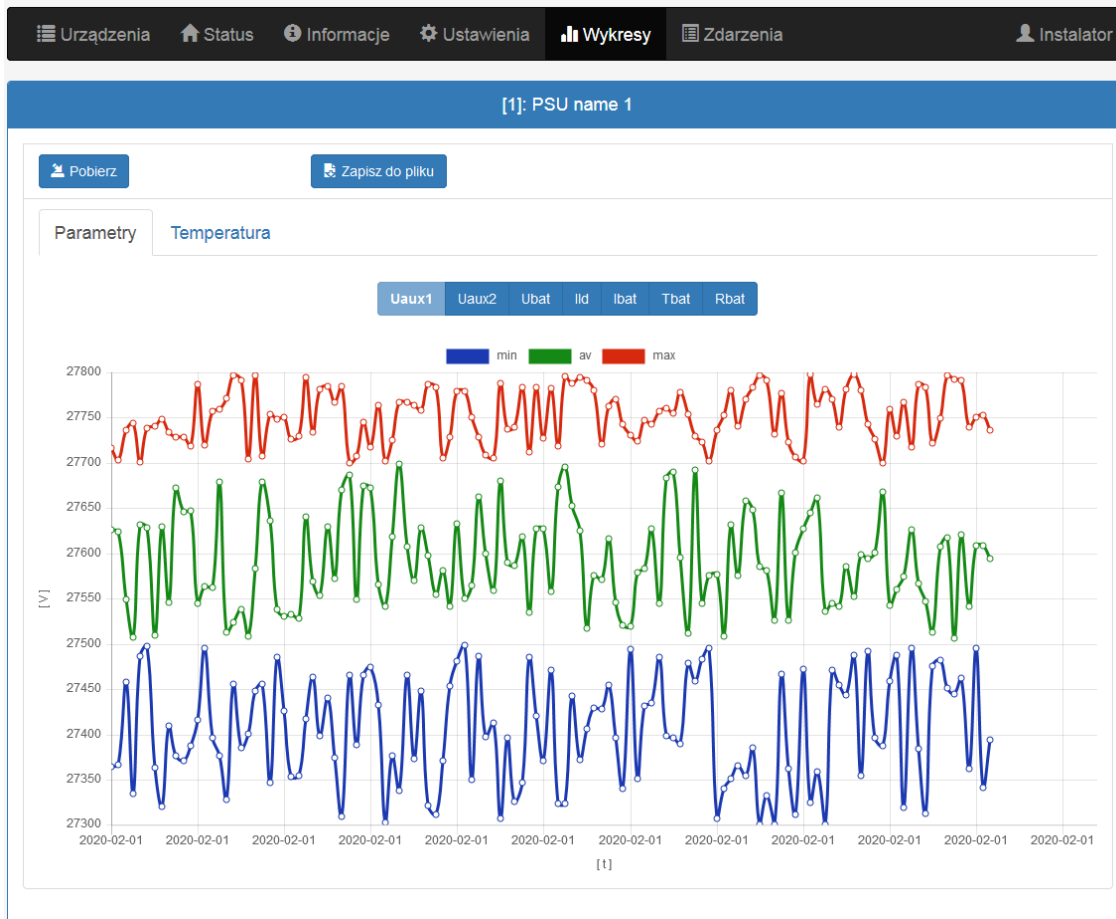 Urządzenia Status Informacje Ustawienia Wykresy Zdarzenia Instalator
[1]: PSU name 1
Pobierz Zapisz do pliku
Parametry Temperatura
Uaux1 Uaux2 Ubat Ild Ibat Tbat Rbat
min av max
27800
27750
27700
27650
27600
27550
[V]
27500
27450
27400
27350
27300
2020-02-01 2020-02-01 2020-02-01 2020-02-01 2020-02-01 2020-02-01 2020-02-01 2020-02-01 2020-02-01 2020-02-01 2020-02-01 2020-02-01
[t]